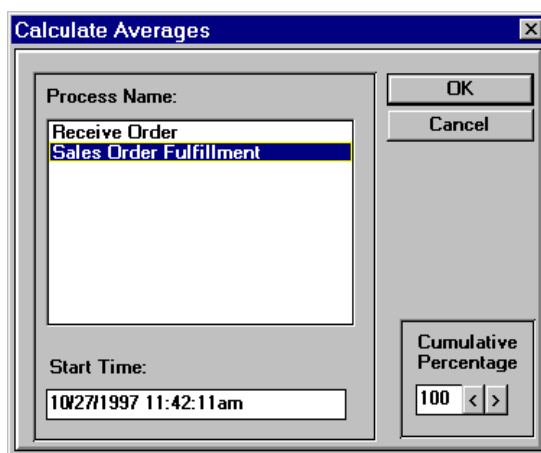 Calculate Averages
Process Name:
Receive Order
Sales Order Fulfillment
Start Time:
10/27/1997 11:42:11am
OK
Cancel
Cumulative
Percentage
100 < >